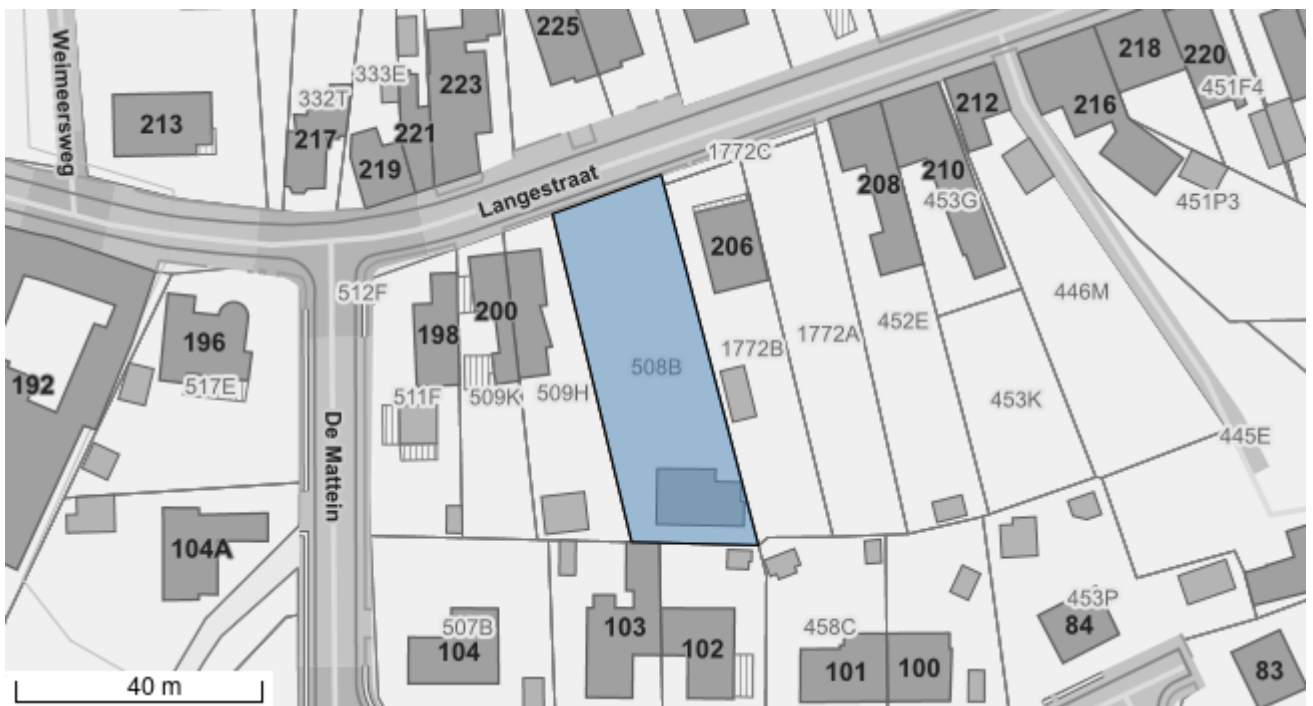 Weimeersweg
213
332T
217
333E
219
221
223
225
Langestraat
1772C
206
208
210
453G
212
216
218
220
451F4
451P3
446M
192
196
517E
512F
198
200
511F
509K
509H
508B
1772B
1772A
452E
453K
445E
De Mattein
104A
507B
104
103
102
458C
101
100
453P
84
83
40 m